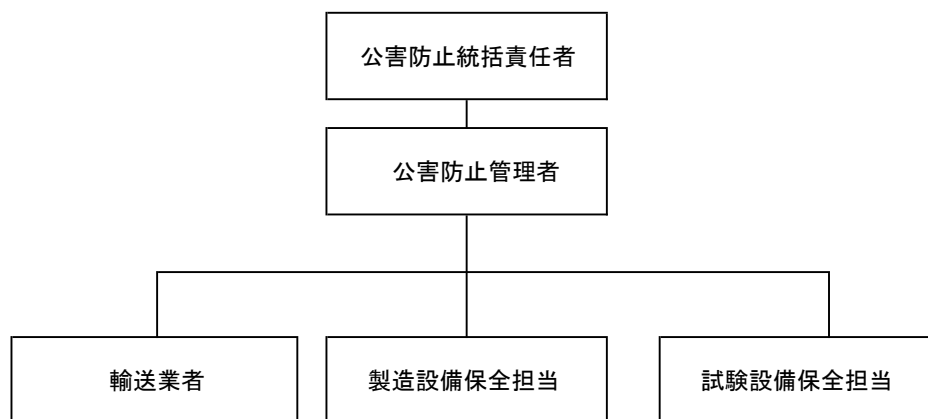 公害防止統括責任者
公害防止管理者
輸送業者
製造設備保全担当
試験設備保全担当